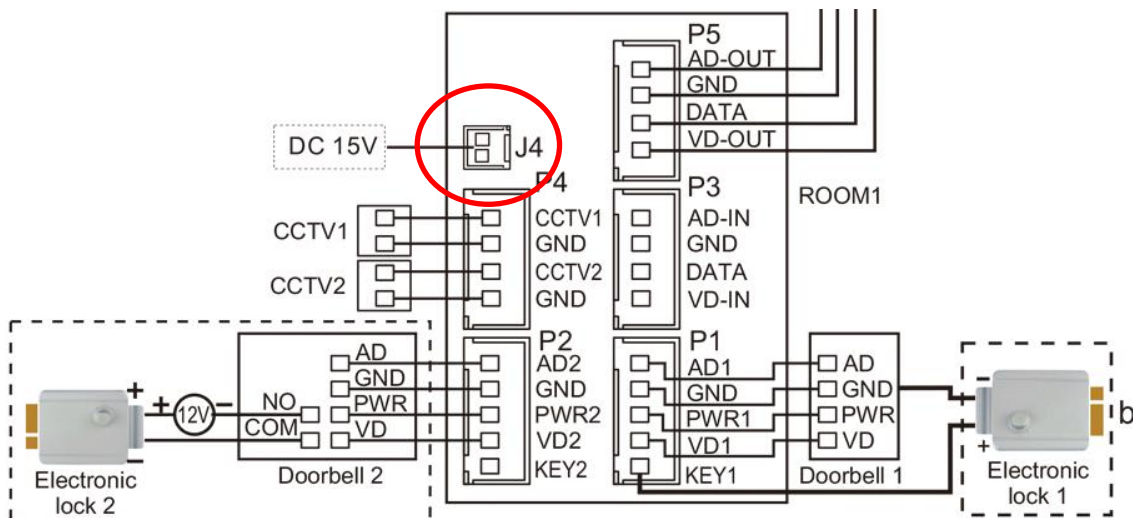 P5
AD-OUT
GND
DATA
VD-OUT
DC 15V
J4
P4
CCTV1
CCTV1
GND
CCTV2
CCTV2
GND
P3
AD-IN
GND
DATA
VD-IN
ROOM1
P2
AD
AD2
GND
GND
PWR
PWR2
VD
VD2
KEY2
NO
COM
Doorbell 2
+
+
12V
−
−
Electronic
lock 2
P1
AD1
AD
GND
GND
PWR1
PWR
VD1
VD
KEY1
Doorbell 1
−
+
Electronic
lock 1
b